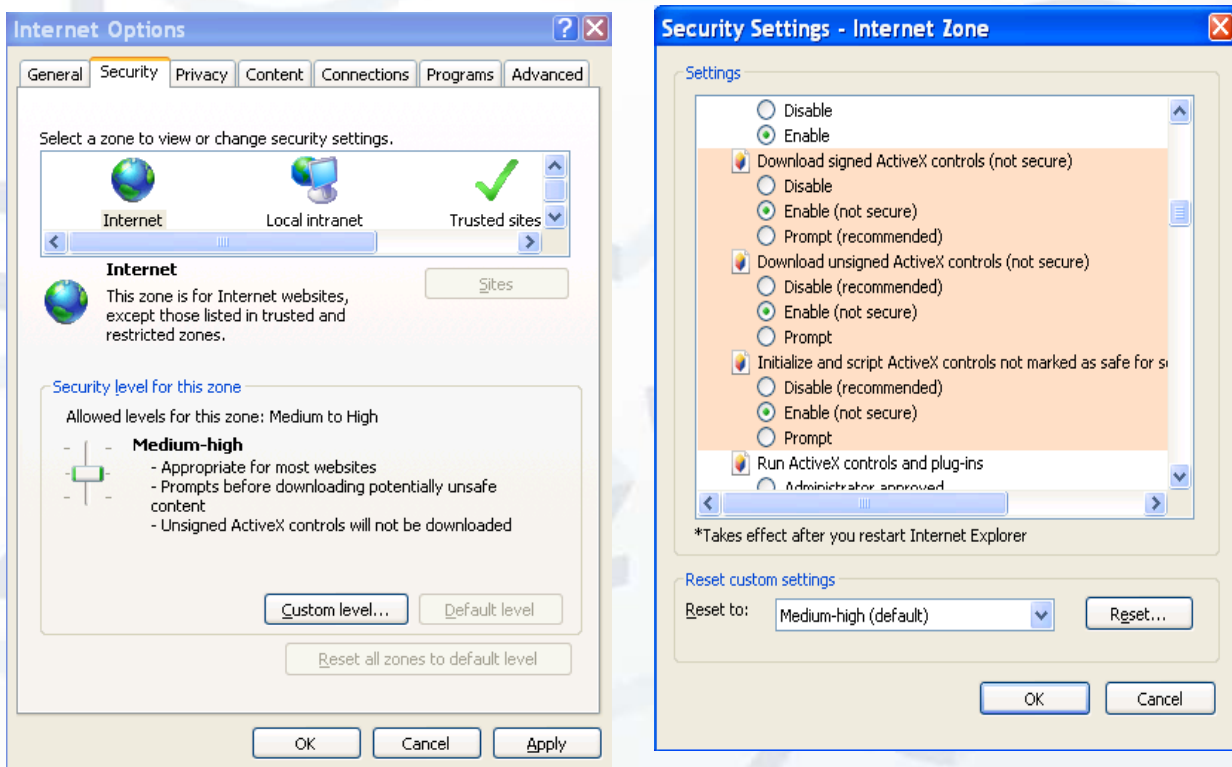 Internet Options
General Security Privacy Content Connections Programs Advanced
Select a zone to view or change security settings.
Internet Local intranet Trusted sites
Internet
Sites
This zone is for Internet websites,
except those listed in trusted and
restricted zones.
Security level for this zone
Allowed levels for this zone: Medium to High
Medium-high
- Appropriate for most websites
- Prompts before downloading potentially unsafe
content
- Unsigned ActiveX controls will not be downloaded
Custom level... Default level
Reset all zones to default level
OK Cancel Apply
Security Settings - Internet Zone
Settings
Disable
Enable
Download signed ActiveX controls (not secure)
Disable
Enable (not secure)
Prompt (recommended)
Download unsigned ActiveX controls (not secure)
Disable (recommended)
Enable (not secure)
Prompt
Initialize and script ActiveX controls not marked as safe for
Disable (recommended)
Enable (not secure)
Prompt
Run ActiveX controls and plug-ins
Administrator approved
*Takes effect after you restart Internet Explorer
Reset custom settings
Reset to: Medium-high (default) Reset...
OK Cancel